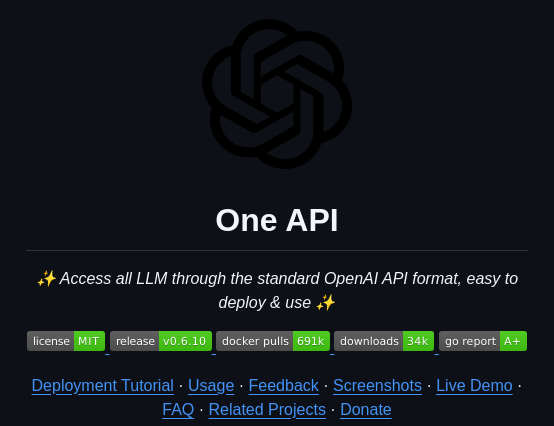 One API
✨ Access all LLM through the standard OpenAI API format, easy to
deploy & use ✨
license MIT release v0.6.10 docker pulls 691k downloads 34k go report A+
Deployment Tutorial · Usage · Feedback · Screenshots · Live Demo ·
FAQ · Related Projects · Donate